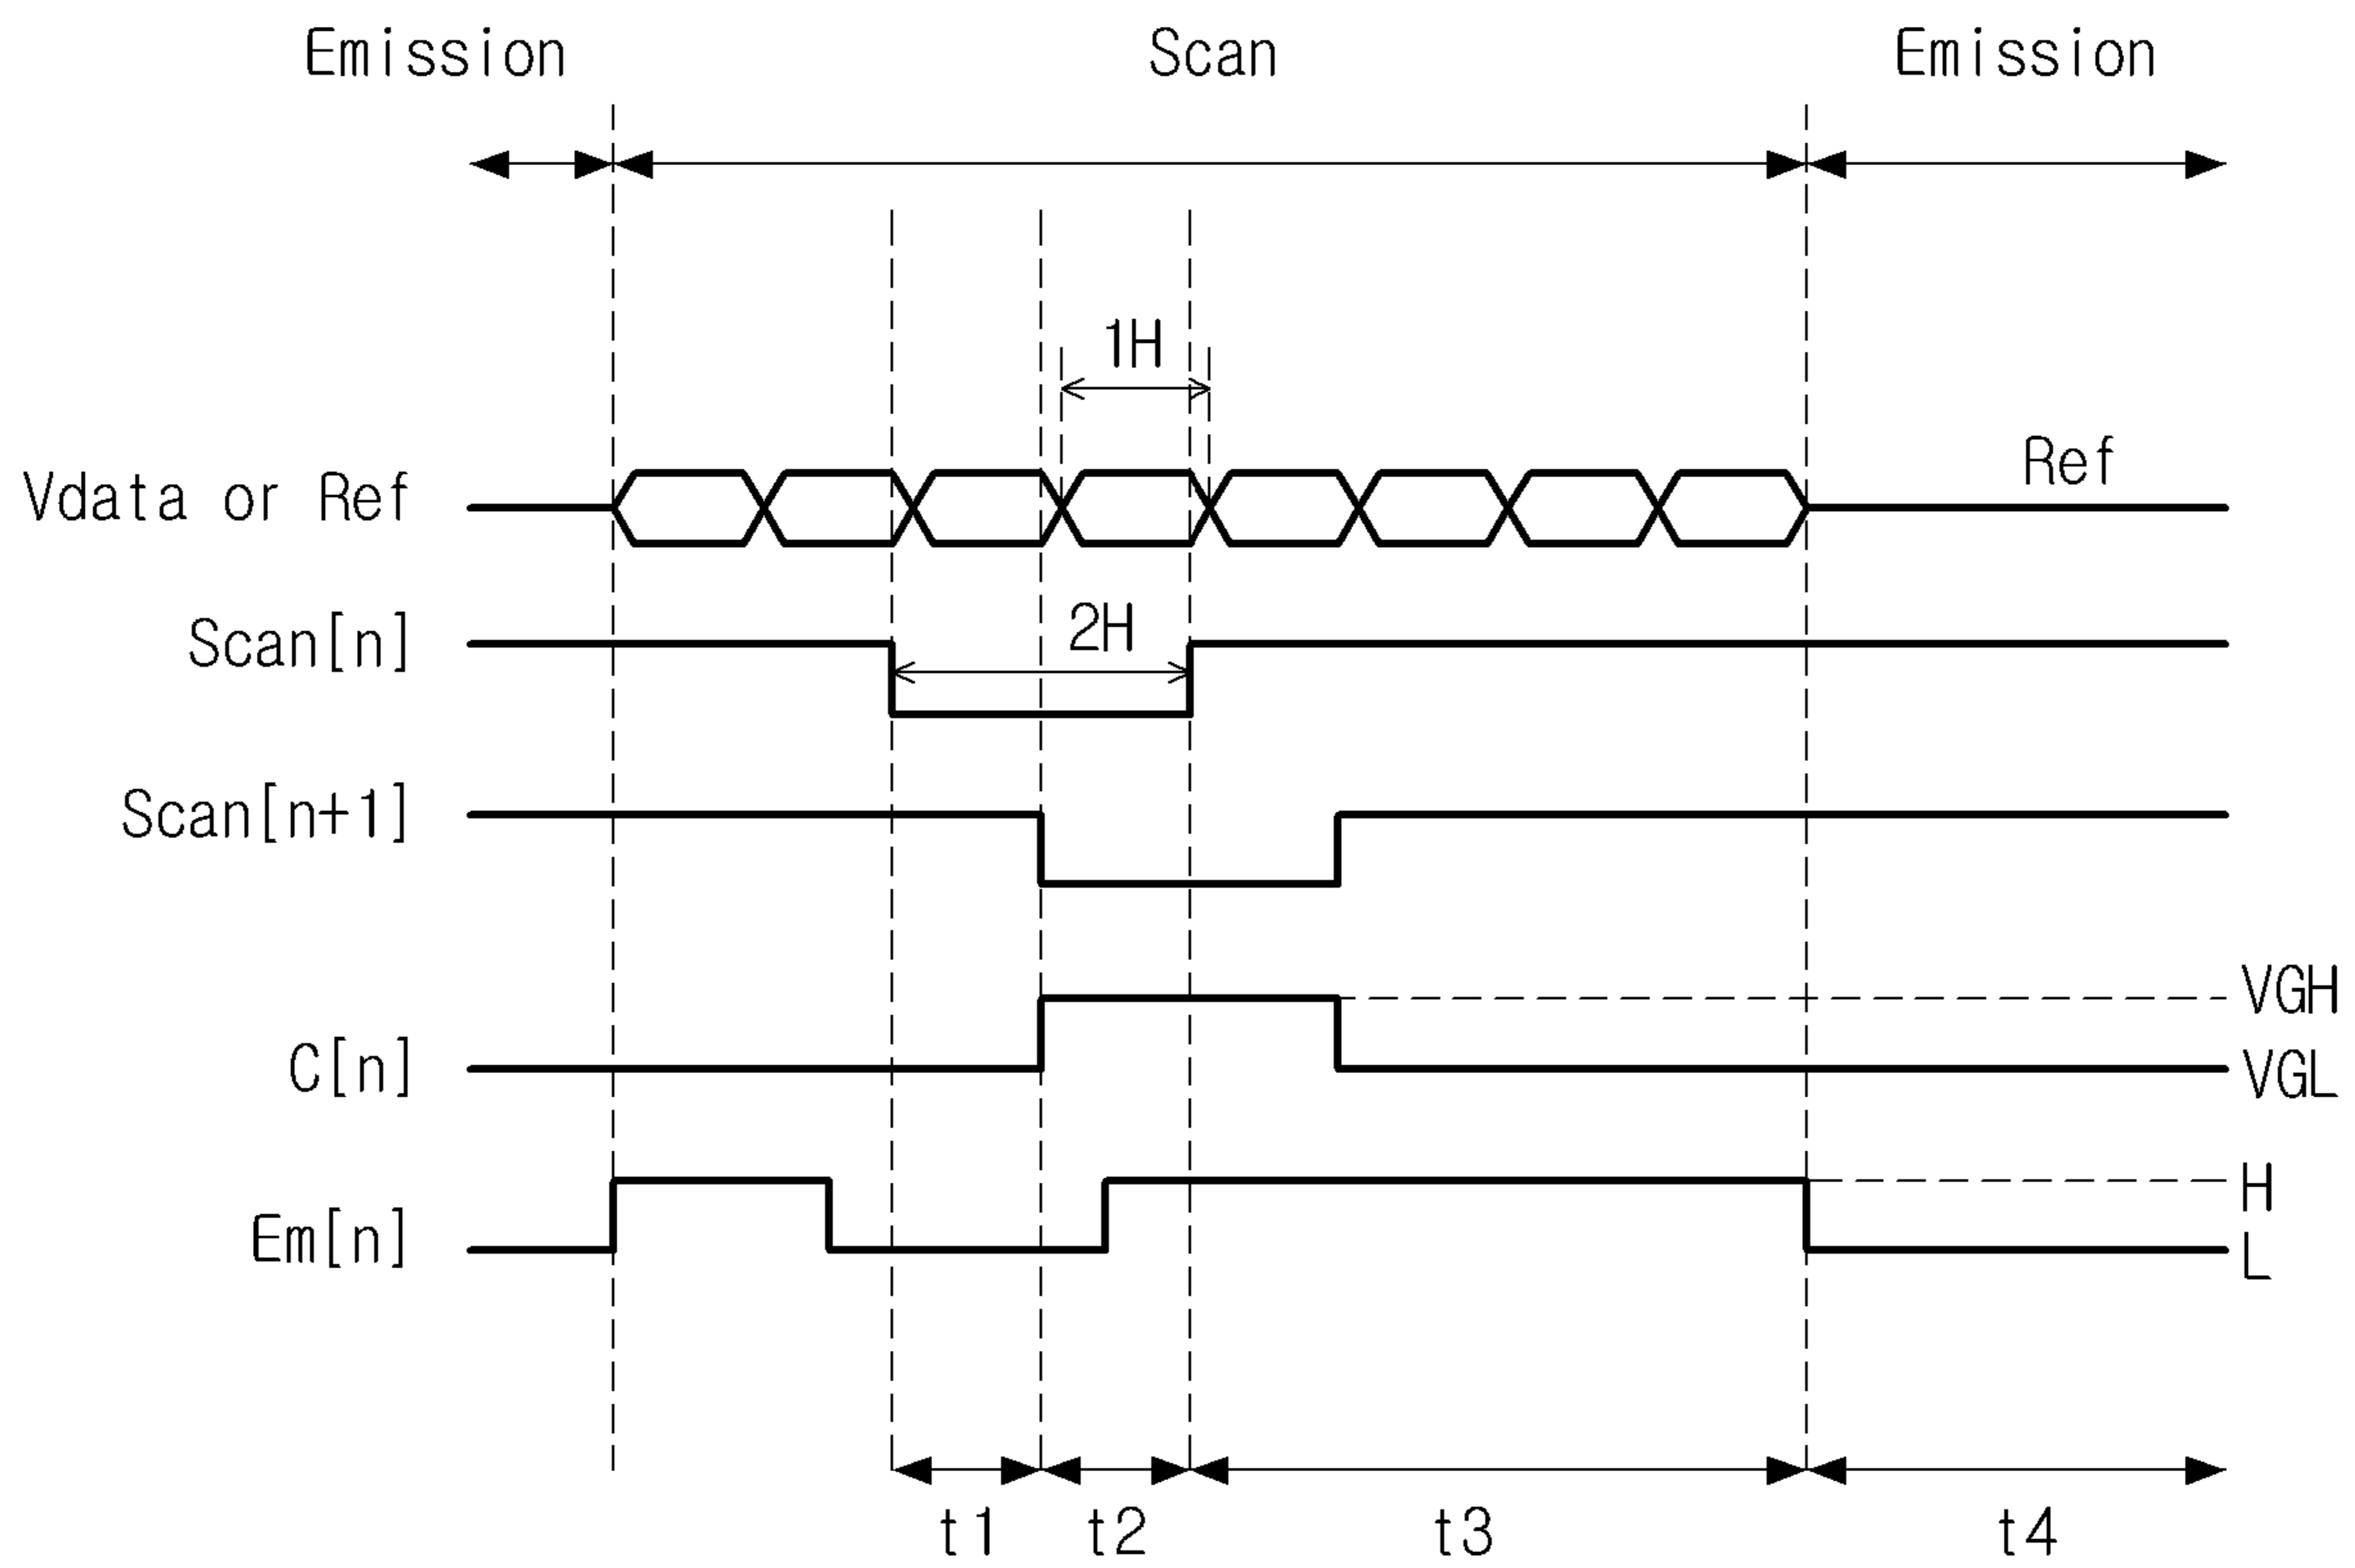 Emission Scan Emission
1H
Ref
Vdata or Ref
2H
Scan[n]
Scan[n+1]
VGH
C[n] VGL
H
Em[n] L
t1 t2 t3 t4